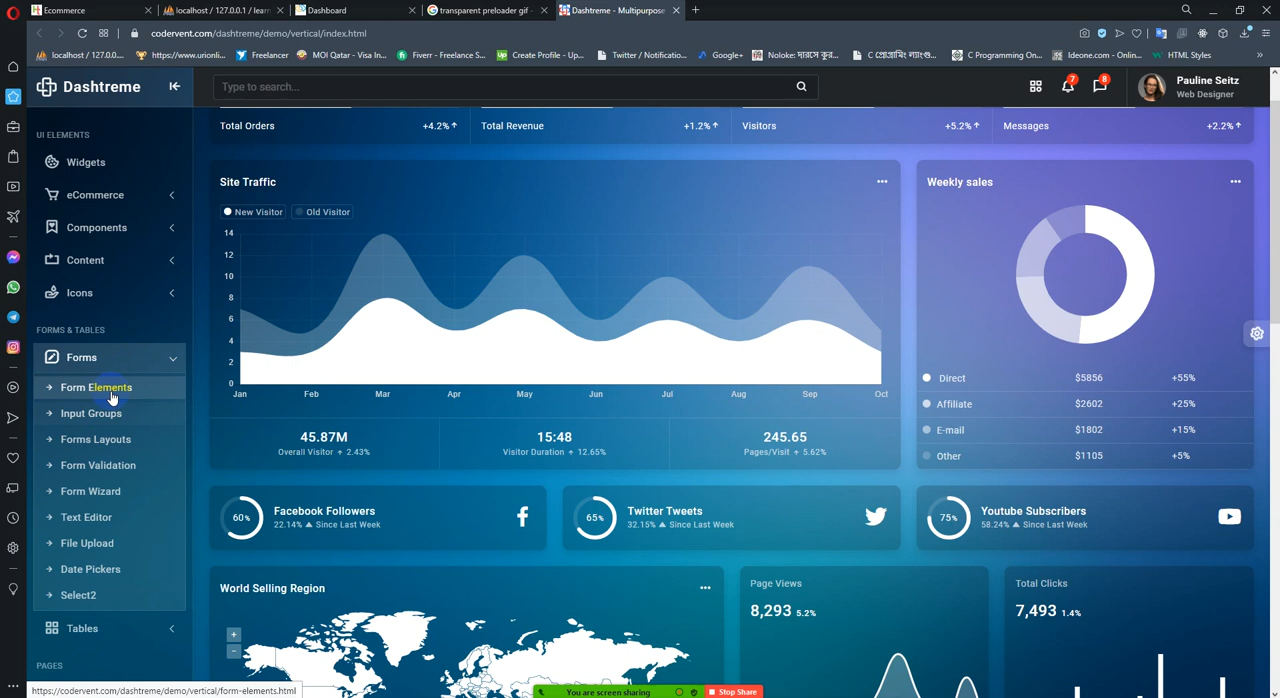 Ecommerce
localhost / 127.0.0.1 / learn
Dashboard
transparent preloader gif -
Dashtreme - Multipurpose
codervent.com/dashtreme/demo/vertical/index.html
localhost / 127.0.0....
https://www.urionli...
Freelancer
MOI Qatar - Visa In...
Fiverr - Freelance S...
Create Profile - Up...
Twitter / Notificatio...
Google+
C Programming On...
Ideone.com - Onlin...
HTML Styles
Dashtreme
Type to search...
7
8
Pauline Seitz
Web Designer
UI ELEMENTS
Widgets
eCommerce
Components
Content
Icons
FORMS & TABLES
Forms
Form Elements
Input Groups
Forms Layouts
Form Validation
Form Wizard
Text Editor
File Upload
Date Pickers
Select2
Tables
PAGES
Total Orders +4.2%
Total Revenue +1.2%
Visitors +5.2%
Messages +2.2%
Site Traffic
New Visitor Old Visitor
14
12
10
8
6
4
2
0
Jan Feb Mar Apr May Jun Jul Aug Sep Oct
45.87M
Overall Visitor ↑ 2.43%
15:48
Visitor Duration ↑ 12.65%
245.65
Pages/Visit ↑ 5.62%
Weekly sales
Direct $5856 +55%
Affiliate $2602 +25%
E-mail $1802 +15%
Other $1105 +5%
60%
Facebook Followers
22.14% ▲ Since Last Week
65%
Twitter Tweets
32.15% ▲ Since Last Week
75%
Youtube Subscribers
58.24% ▲ Since Last Week
World Selling Region
+
−
Page Views
8,293 5.2%
Total Clicks
7,493 1.4%
https://codervent.com/dashtreme/demo/vertical/form-elements.html
You are screen sharing
Stop Share